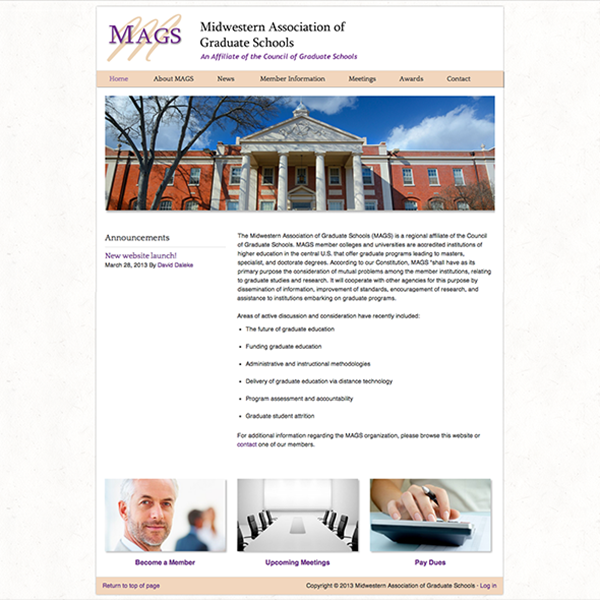 MAGS
Midwestern Association of
Graduate Schools
An Affiliate of the Council of Graduate Schools
Home About MAGS News Member Information Meetings Awards Contact
Announcements
New website launch!
March 28, 2013 By David Daleke
The Midwestern Association of Graduate Schools (MAGS) is a regional affiliate of the Council
of Graduate Schools. MAGS member colleges and universities are accredited institutions of
higher education in the central U.S. that offer graduate programs leading to masters,
specialist, and doctorate degrees. According to our Constitution, MAGS "shall have as its
primary purpose the consideration of mutual problems among the member institutions, relating
to graduate studies and research. It will cooperate with other agencies for this purpose by
dissemination of information, improvement of standards, encouragement of research, and
assistance to institutions embarking on graduate programs.
Areas of active discussion and consideration have recently included:
• The future of graduate education
• Funding graduate education
• Administrative and instructional methodologies
• Delivery of graduate education via distance technology
• Program assessment and accountability
• Graduate student attrition
For additional information regarding the MAGS organization, please browse this website or
contact one of our members.
Become a Member
Upcoming Meetings
Pay Dues
Return to top of page
Copyright © 2013 Midwestern Association of Graduate Schools · Log in